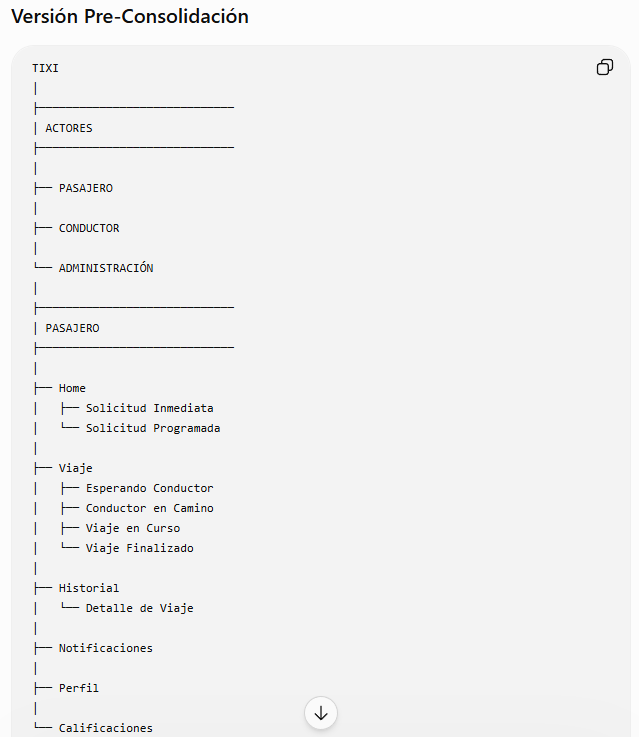 Versión Pre-Consolidación
TIXI
│
├─────────────────────────────
│ ACTORES
├─────────────────────────────
│
├── PASAJERO
│
├── CONDUCTOR
│
└── ADMINISTRACIÓN
│
├─────────────────────────────
│ PASAJERO
├─────────────────────────────
│
├── Home
│   ├── Solicitud Inmediata
│   └── Solicitud Programada
│
├── Viaje
│   ├── Esperando Conductor
│   ├── Conductor en Camino
│   ├── Viaje en Curso
│   └── Viaje Finalizado
│
├── Historial
│   └── Detalle de Viaje
│
├── Notificaciones
│
├── Perfil
│
└── Calificaciones